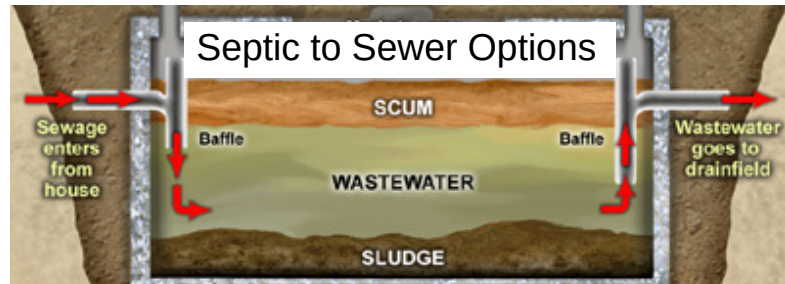 Septic to Sewer Options
SCUM
Sewage
enters
from
house
Baffle
Baffle
Wastewater
goes to
drainfield
WASTEWATER
SLUDGE